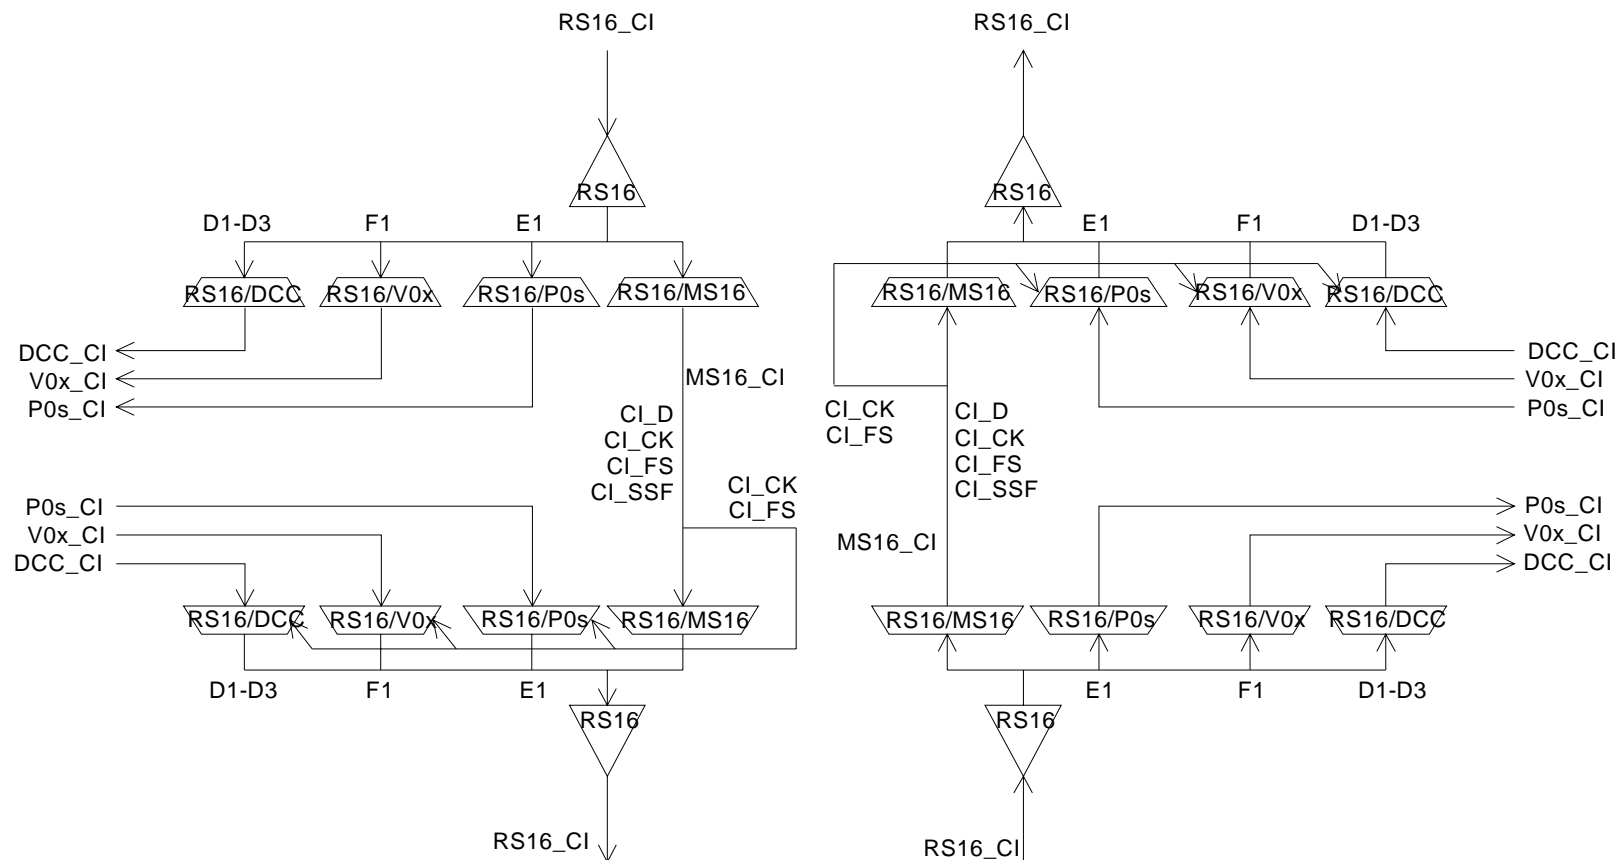 RS16_CI RS16_CI
RS16 RS16
D1-D3 F1 E1 E1 F1 D1-D3
RS16/DCC RS16/V0x RS16/P0s RS16/MS16 RS16/MS16 RS16/P0s RS16/V0x RS16/DCC
DCC_CI DCC_CI
V0x_CI MS16_CI V0x_CI
P0s_CI P0s_CI
CI_D CI_CK CI_D
CI_CK CI_FS CI_CK
CI_FS CI_FS
CI_SSF CI_CK CI_SSF
P0s_CI CI_FS P0s_CI
V0x_CI MS16_CI V0x_CI
DCC_CI DCC_CI
RS16/DCC RS16/V0x RS16/P0s RS16/MS16 RS16/MS16 RS16/P0s RS16/V0x RS16/DCC
D1-D3 F1 E1 E1 F1 D1-D3
RS16 RS16
RS16_CI RS16_CI